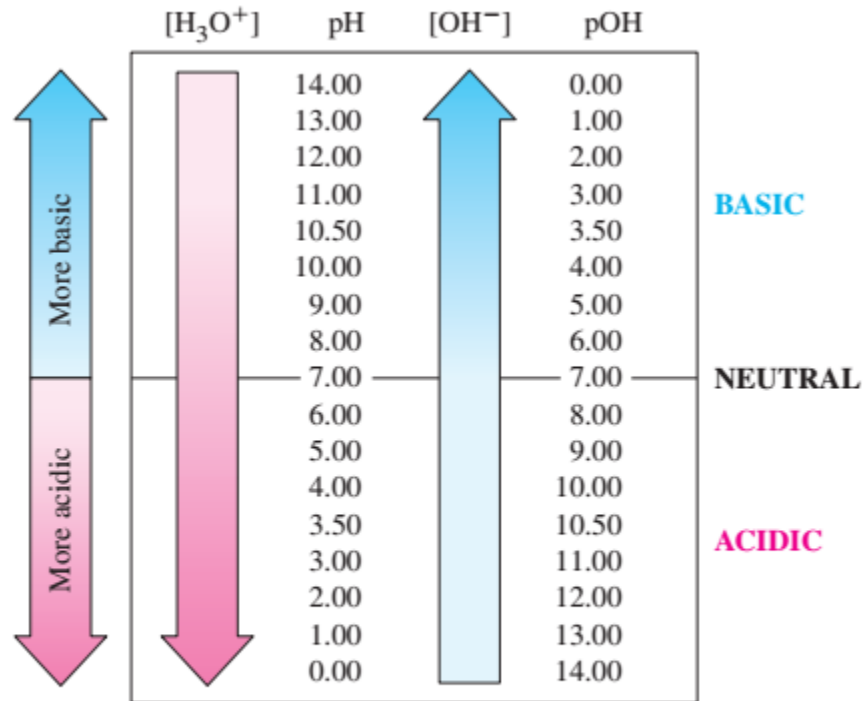 [H₃O⁺] pH [OH⁻] pOH
14.00 0.00
13.00 1.00
12.00 2.00
11.00 3.00
BASIC
10.50 3.50
10.00 4.00
9.00 5.00
8.00 6.00
More basic
7.00 7.00 NEUTRAL
6.00 8.00
5.00 9.00
4.00 10.00
3.50 10.50
ACIDIC
3.00 11.00
2.00 12.00
1.00 13.00
0.00 14.00
More acidic